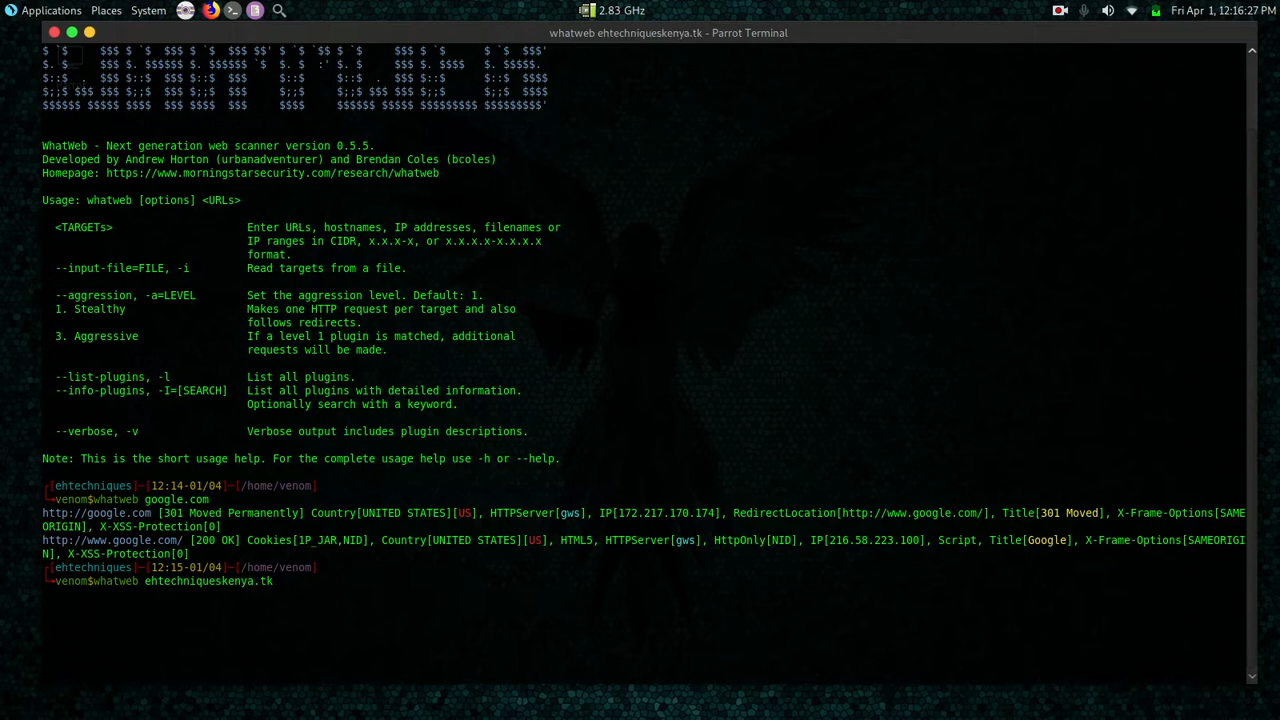 Applications Places System 2.83 GHz Fri Apr 1, 12:16:27 PM
whatweb ehtechniqueskenya.tk - Parrot Terminal
$ `$     $$$ $ `$  $$$ $ `$  $$$ $$' $ `$ `$$ $ `$     $$$ $ `$      $ `$  $$$'
$. $     $$$ $. $$$$$$ $. $$$$$$ `$  $. $  :' $. $     $$$ $. $$$$   $. $$$$$.
$::$  .  $$$ $::$  $$$ $::$  $$$     $::$     $::$  .  $$$ $::$      $::$  $$$$
$;;$ $$$ $$$ $;;$  $$$ $;;$  $$$     $;;$     $;;$ $$$ $$$ $;;$      $;;$  $$$$
$$$$$$ $$$$$ $$$$  $$$ $$$$  $$$     $$$$     $$$$$$ $$$$$ $$$$$$$$$ $$$$$$$$$'
WhatWeb - Next generation web scanner version 0.5.5.
Developed by Andrew Horton (urbanadventurer) and Brendan Coles (bcoles)
Homepage: https://www.morningstarsecurity.com/research/whatweb
Usage: whatweb [options] <URLs>
<TARGETs> Enter URLs, hostnames, IP addresses, filenames or
IP ranges in CIDR, x.x.x-x, or x.x.x.x-x.x.x.x
format.
--input-file=FILE, -i Read targets from a file.
--aggression, -a=LEVEL Set the aggression level. Default: 1.
1. Stealthy Makes one HTTP request per target and also
follows redirects.
3. Aggressive If a level 1 plugin is matched, additional
requests will be made.
--list-plugins, -l List all plugins.
--info-plugins, -I=[SEARCH] List all plugins with detailed information.
Optionally search with a keyword.
--verbose, -v Verbose output includes plugin descriptions.
Note: This is the short usage help. For the complete usage help use -h or --help.
┌[ehtechniques]─[12:14-01/04]─[/home/venom]
└╼venom$whatweb google.com
http://google.com [301 Moved Permanently] Country[UNITED STATES][US], HTTPServer[gws], IP[172.217.170.174], RedirectLocation[http://www.google.com/], Title[301 Moved], X-Frame-Options[SAME
ORIGIN], X-XSS-Protection[0]
http://www.google.com/ [200 OK] Cookies[1P_JAR,NID], Country[UNITED STATES][US], HTML5, HTTPServer[gws], HttpOnly[NID], IP[216.58.223.100], Script, Title[Google], X-Frame-Options[SAMEORIGI
N], X-XSS-Protection[0]
┌[ehtechniques]─[12:15-01/04]─[/home/venom]
└╼venom$whatweb ehtechniqueskenya.tk